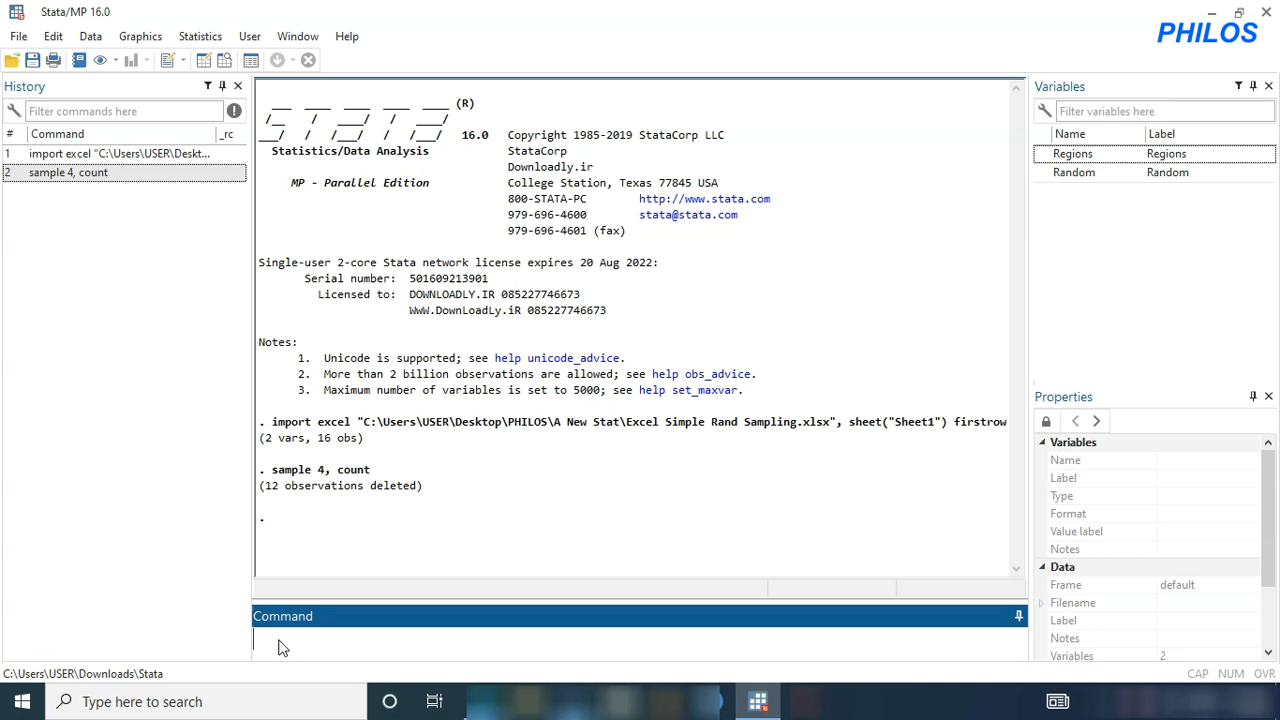 Stata/MP 16.0
File Edit Data Graphics Statistics User Window Help
PHILOS
History
Filter commands here
# Command _rc
1 import excel "C:\Users\USER\Deskt...
2 sample 4, count
(R)
16.0 Copyright 1985-2019 StataCorp LLC
Statistics/Data Analysis StataCorp
Downloadly.ir
MP - Parallel Edition College Station, Texas 77845 USA
800-STATA-PC http://www.stata.com
979-696-4600 stata@stata.com
979-696-4601 (fax)
Single-user 2-core Stata network license expires 20 Aug 2022:
Serial number: 501609213901
Licensed to: DOWNLOADLY.IR 085227746673
WwW.DownLoadLy.iR 085227746673
Notes:
1. Unicode is supported; see help unicode_advice.
2. More than 2 billion observations are allowed; see help obs_advice.
3. Maximum number of variables is set to 5000; see help set_maxvar.
. import excel "C:\Users\USER\Desktop\PHILOS\A New Stat\Excel Simple Rand Sampling.xlsx", sheet("Sheet1") firstrow
(2 vars, 16 obs)
. sample 4, count
(12 observations deleted)
.
Command
Variables
Filter variables here
Name Label
Regions Regions
Random Random
Properties
Variables
Name
Label
Type
Format
Value label
Notes
Data
Frame default
Filename
Label
Notes
Variables 2
C:\Users\USER\Downloads\Stata
CAP NUM OVR
Type here to search